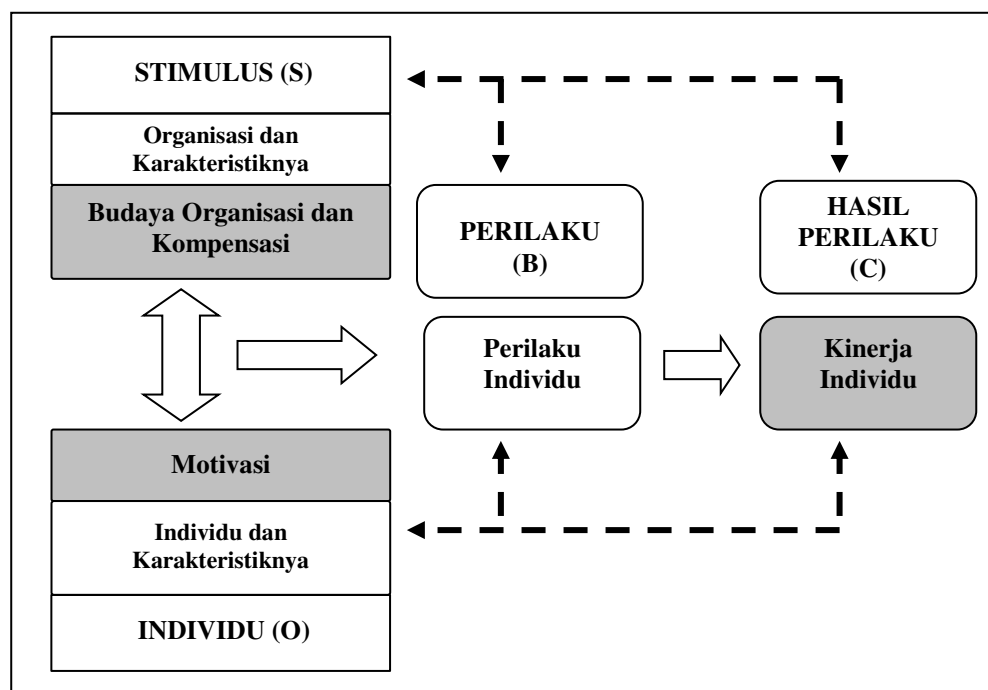 STIMULUS (S)
Organisasi dan
Karakteristiknya
Budaya Organisasi dan
Kompensasi
PERILAKU
(B)
HASIL
PERILAKU
(C)
Perilaku
Individu
Kinerja
Individu
Motivasi
Individu dan
Karakteristiknya
INDIVIDU (O)